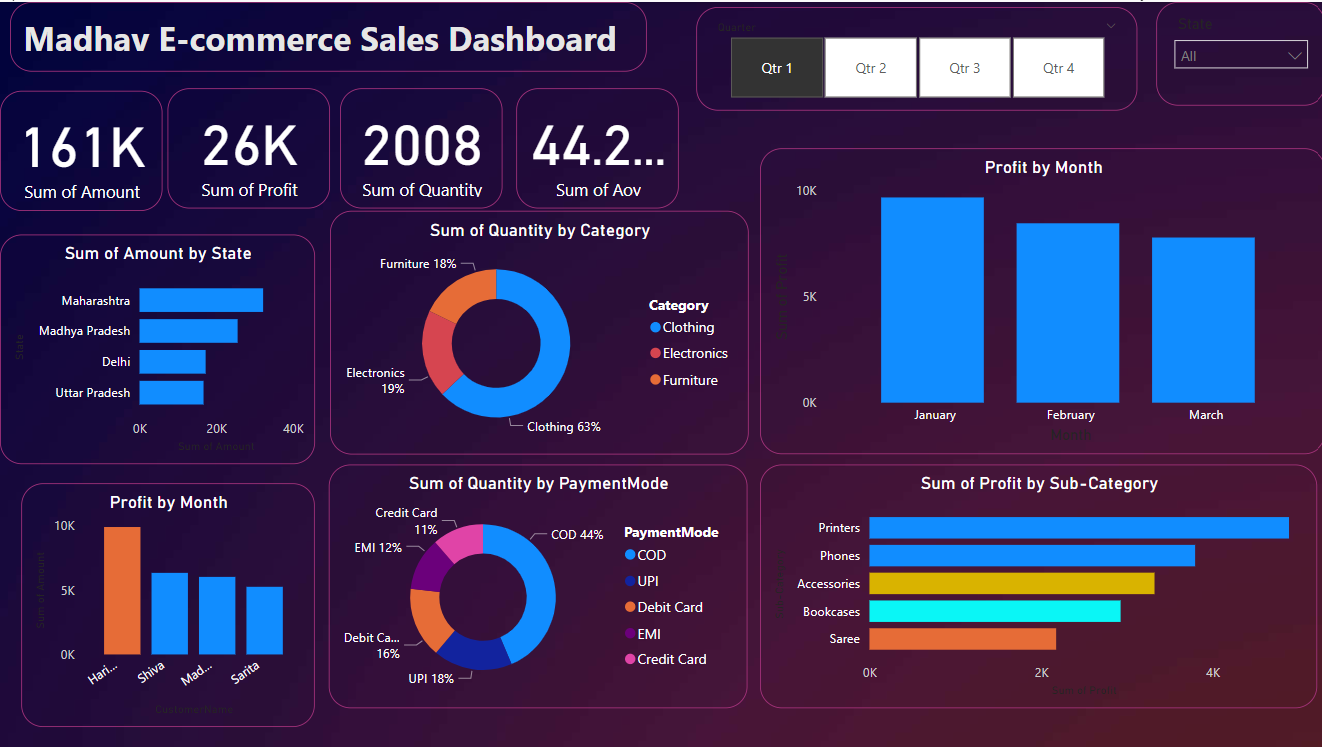 Madhav E-commerce Sales Dashboard
Quarter
Qtr 1
Qtr 2
Qtr 3
Qtr 4
State
All
161K
Sum of Amount
26K
Sum of Profit
2008
Sum of Quantity
44.2...
Sum of Aov
Sum of Amount by State
State
Maharashtra
Madhya Pradesh
Delhi
Uttar Pradesh
0K
20K
40K
Sum of Amount
Sum of Quantity by Category
Furniture 18%
Electronics
19%
Clothing 63%
Category
Clothing
Electronics
Furniture
Profit by Month
Sum of Profit
10K
5K
0K
January
February
March
Month
Profit by Month
Sum of Amount
10K
5K
0K
Hari...
Shiva
Mad...
Sarita
CustomerName
Sum of Quantity by PaymentMode
Credit Card
11%
EMI 12%
Debit Ca...
16%
UPI 18%
COD 44%
PaymentMode
COD
UPI
Debit Card
EMI
Credit Card
Sum of Profit by Sub-Category
Printers
Phones
Accessories
Bookcases
Saree
0K
2K
4K
Sum of Profit